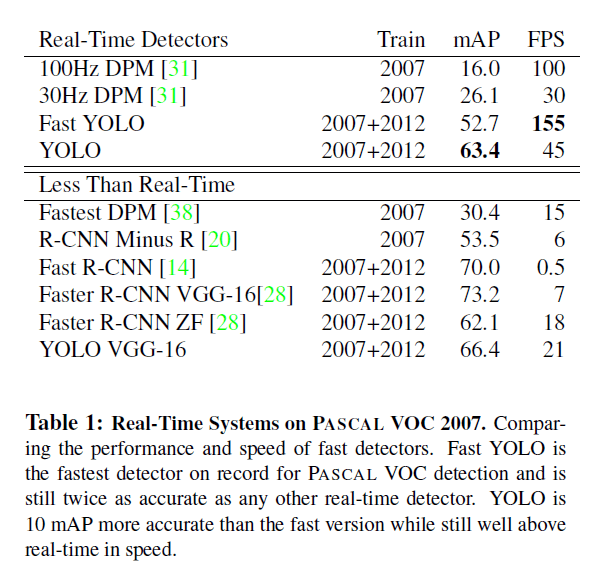 Real-Time Detectors Train mAP FPS
100Hz DPM [31] 2007 16.0 100
30Hz DPM [31] 2007 26.1 30
Fast YOLO 2007+2012 52.7 155
YOLO 2007+2012 63.4 45
Less Than Real-Time
Fastest DPM [38] 2007 30.4 15
R-CNN Minus R [20] 2007 53.5 6
Fast R-CNN [14] 2007+2012 70.0 0.5
Faster R-CNN VGG-16[28] 2007+2012 73.2 7
Faster R-CNN ZF [28] 2007+2012 62.1 18
YOLO VGG-16 2007+2012 66.4 21
Table 1: Real-Time Systems on PASCAL VOC 2007. Compar-
ing the performance and speed of fast detectors. Fast YOLO is
the fastest detector on record for PASCAL VOC detection and is
still twice as accurate as any other real-time detector. YOLO is
10 mAP more accurate than the fast version while still well above
real-time in speed.